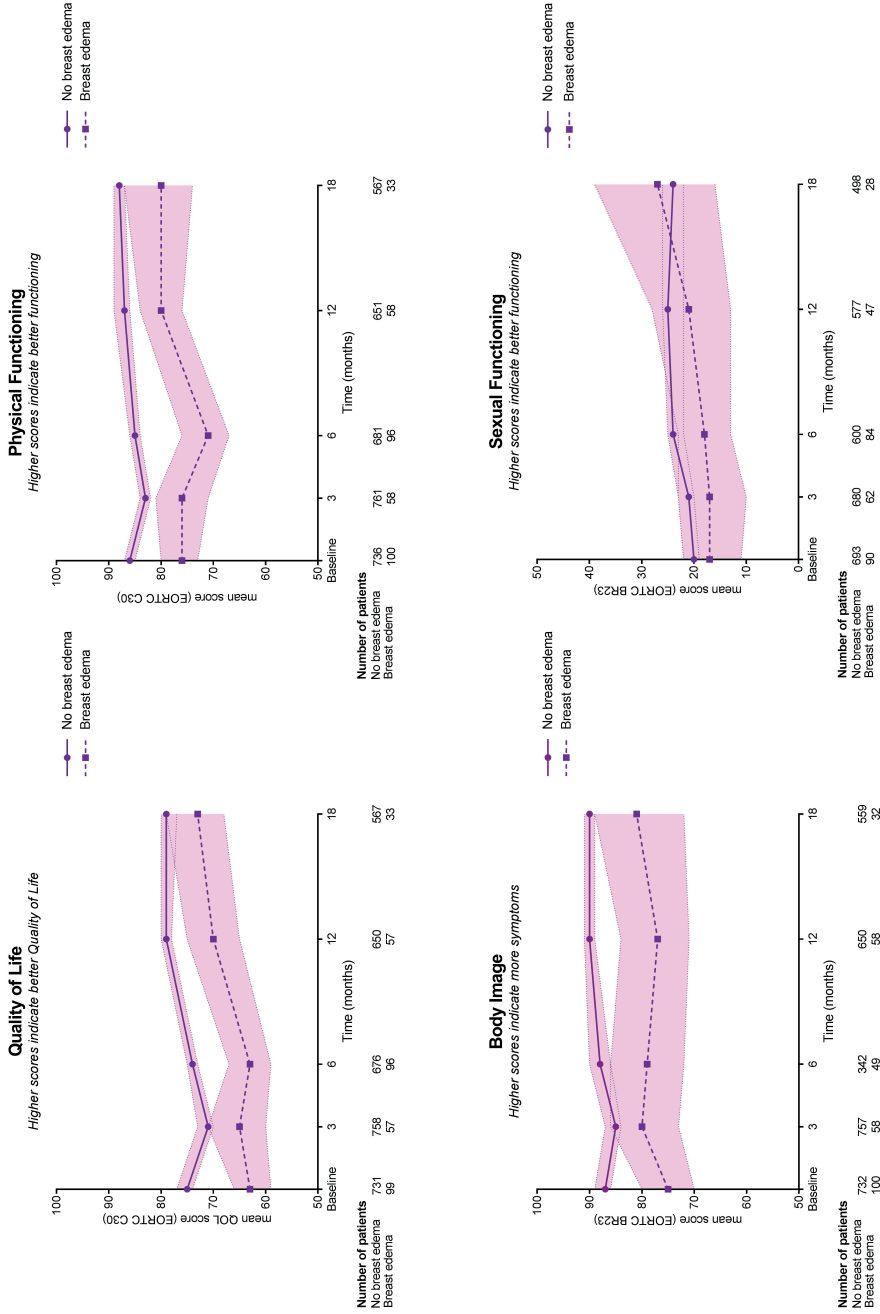 Quality of Life
Higher scores indicate better Quality of Life
No breast edema
Breast edema
mean QOL score (EORTC C30)
100
90
80
70
60
50
Baseline
3
6
12
18
Time (months)
Number of patients
No breast edema 731 758 676 650 567
Breast edema 99 57 96 57 33
Physical Functioning
Higher scores indicate better functioning
No breast edema
Breast edema
mean score (EORTC C30)
100
90
80
70
60
50
Baseline
3
6
12
18
Time (months)
Number of patients
No breast edema 736 761 681 651 567
Breast edema 100 58 96 58 33
Body Image
Higher scores indicate more symptoms
No breast edema
Breast edema
mean score (EORTC BR23)
100
90
80
70
60
50
Baseline
3
6
12
18
Time (months)
Number of patients
No breast edema 732 757 342 650 559
Breast edema 100 58 49 58 32
Sexual Functioning
Higher scores indicate better functioning
No breast edema
Breast edema
mean score (EORTC BR23)
50
40
30
20
10
0
Baseline
3
6
12
18
Time (months)
Number of patients
No breast edema 693 680 600 577 498
Breast edema 90 62 84 47 28